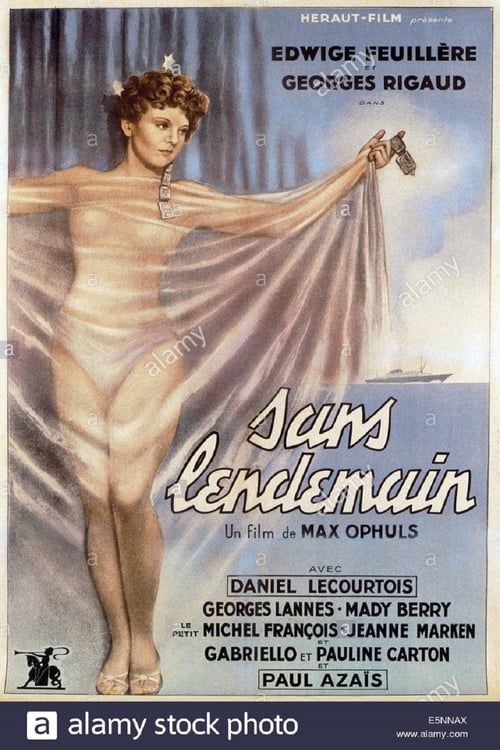 HERAUT-FILM présente
EDWIGE FEUILLÈRE
ET
GEORGES RIGAUD
DANS
Sans
lendemain
Un film de MAX OPHULS
AVEC
DANIEL LECOURTOIS
GEORGES LANNES · MADY BERRY
LE PETIT MICHEL FRANÇOIS · JEANNE MARKEN
ET
GABRIELLO ET PAULINE CARTON
ET
PAUL AZAÏS
a alamy stock photo
E5NNAX
www.alamy.com